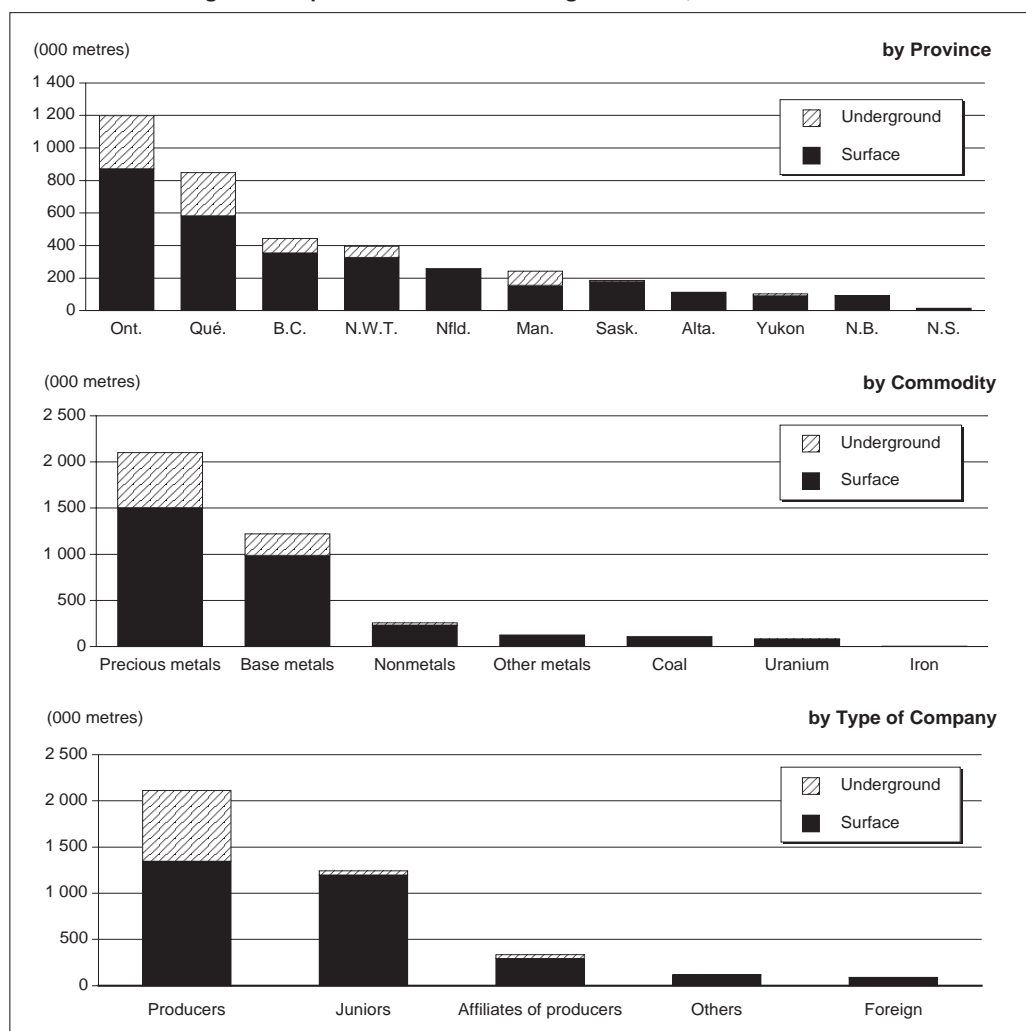 (000 metres)
by Province
1 400
1 200
1 000
800
600
400
200
0
Underground
Surface
Ont. Qué. B.C. N.W.T. Nfld. Man. Sask. Alta. Yukon N.B. N.S.
(000 metres)
by Commodity
2 500
2 000
1 500
1 000
500
0
Underground
Surface
Precious metals Base metals Nonmetals Other metals Coal Uranium Iron
(000 metres)
by Type of Company
2 500
2 000
1 500
1 000
500
0
Underground
Surface
Producers Juniors Affiliates of producers Others Foreign